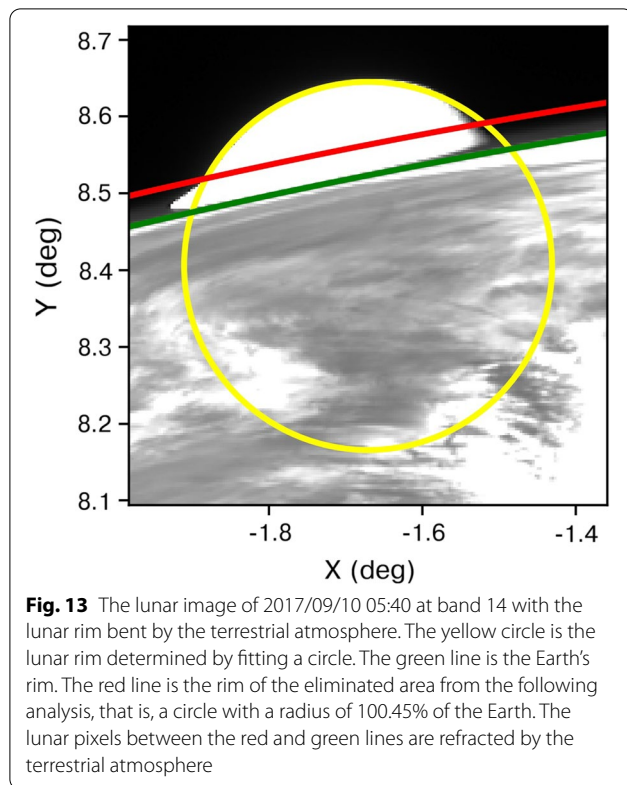 8.7
8.6
8.5
8.4
8.3
8.2
8.1
Y (deg)
-1.8 -1.6 -1.4
X (deg)
Fig. 13 The lunar image of 2017/09/10 05:40 at band 14 with the
lunar rim bent by the terrestrial atmosphere. The yellow circle is the
lunar rim determined by fitting a circle. The green line is the Earth's
rim. The red line is the rim of the eliminated area from the following
analysis, that is, a circle with a radius of 100.45% of the Earth. The
lunar pixels between the red and green lines are refracted by the
terrestrial atmosphere